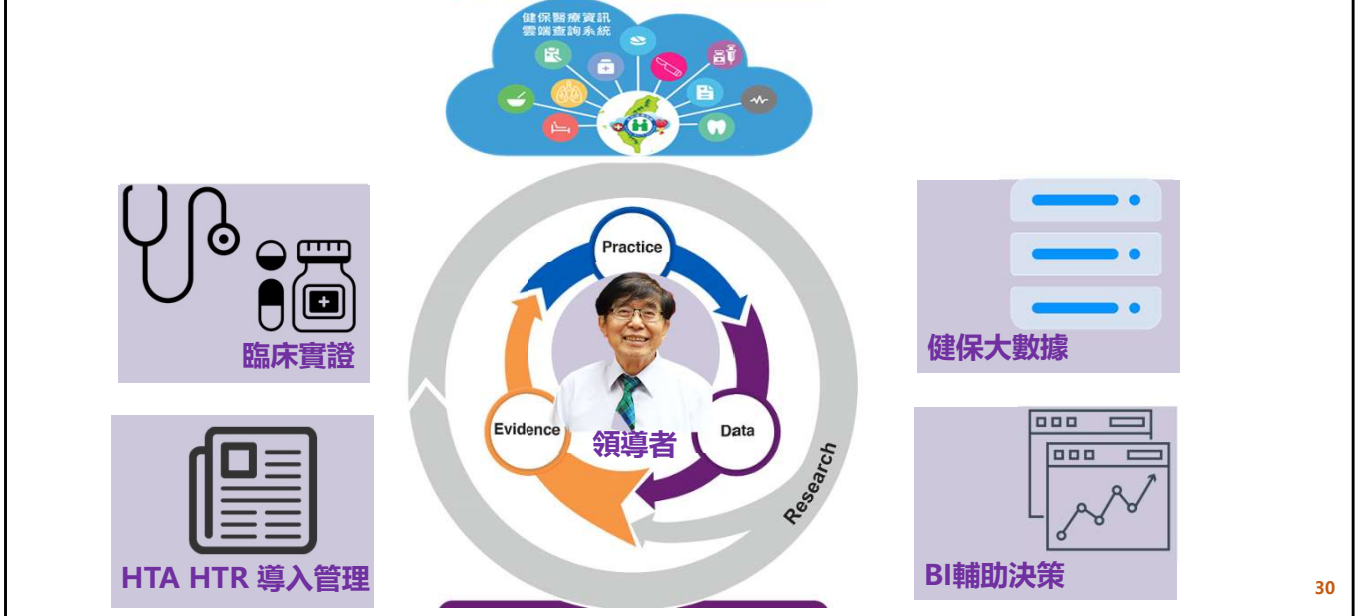 健保醫療資訊
雲端查詢系統
Practice
臨床實證
健保大數據
Evidence
領導者
Data
Research
HTA HTR 導入管理
BI輔助決策
30